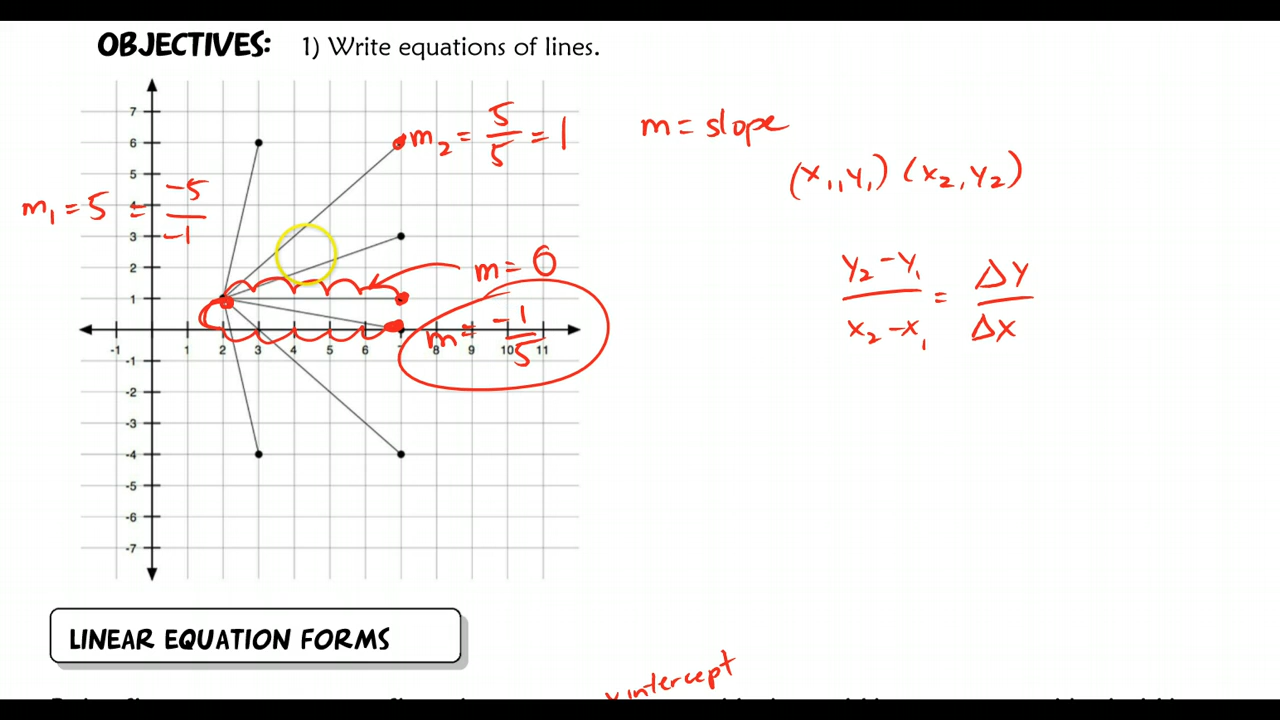 OBJECTIVES: 1) Write equations of lines.
7
6
5
4
3
2
1
-1
-2
-3
-4
-5
-6
-7
-1 1 2 3 4 5 6 7 8 9 10 11
m₁ = 5 = -5/-1
m₂ = 5/5 = 1
m = 0
m = -1/5
m = slope
(x₁, y₁) (x₂, y₂)
y₂ - y₁ / x₂ - x₁ = Δy / Δx
LINEAR EQUATION FORMS
intercept